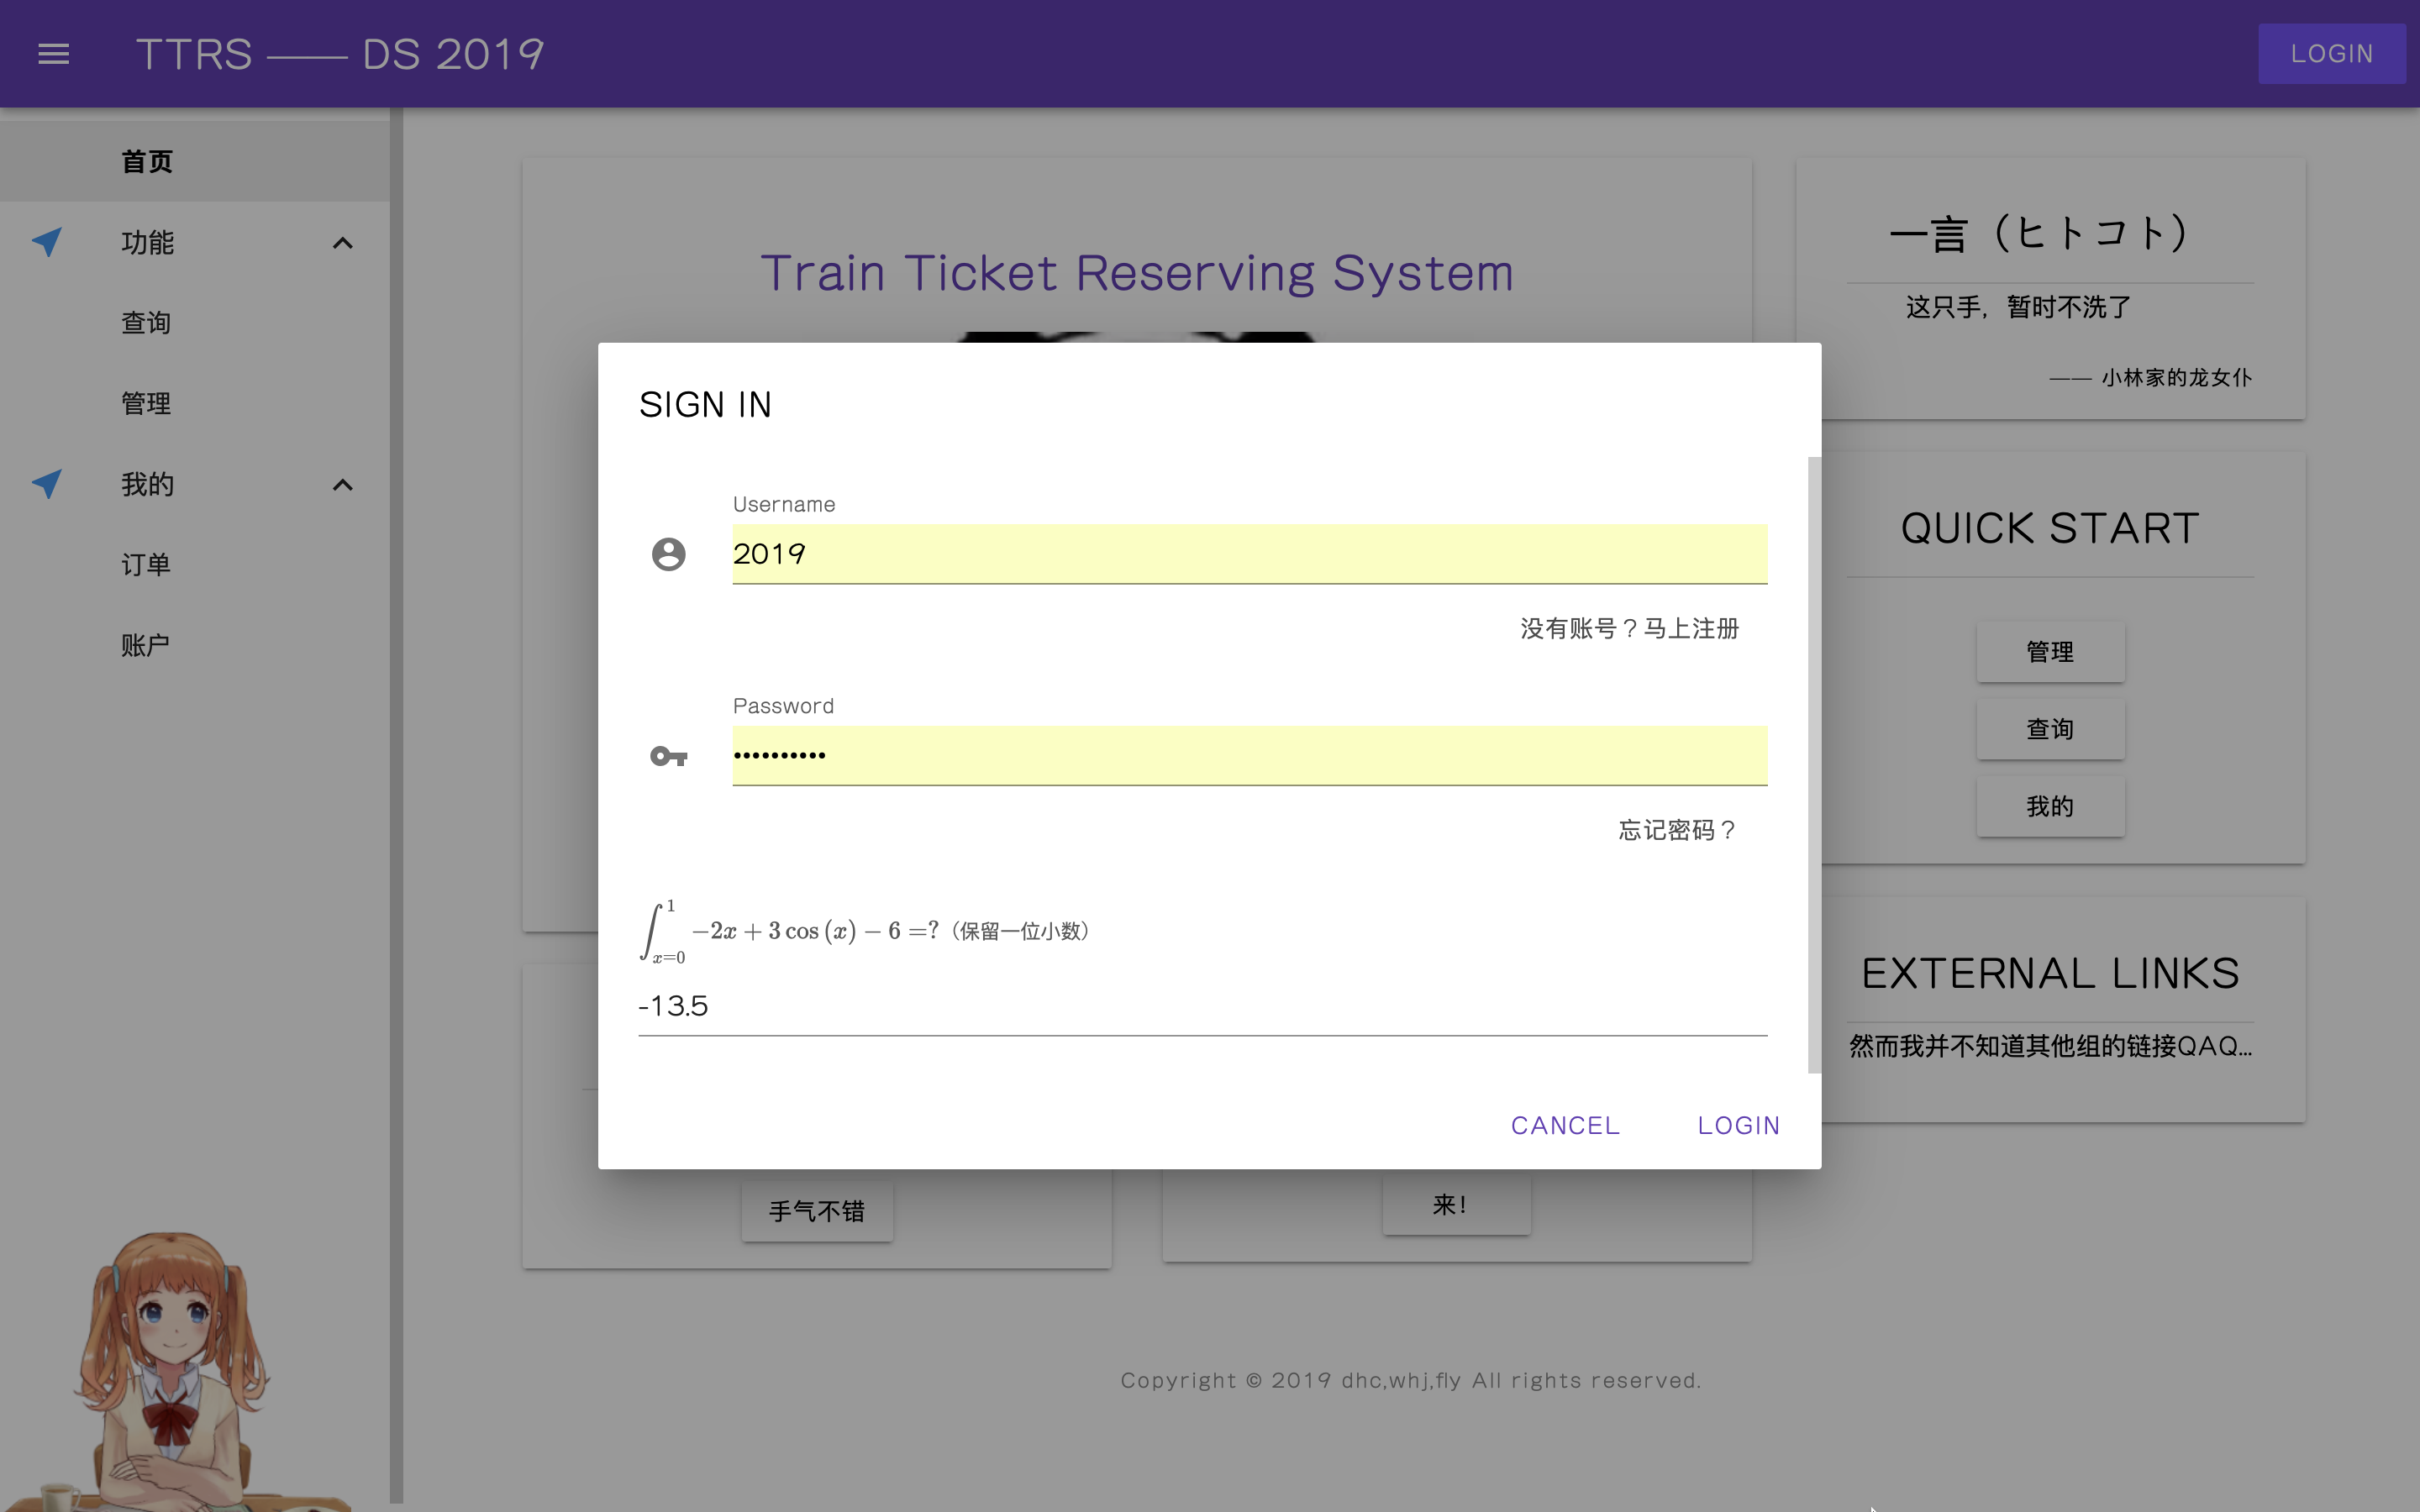 TTRS —— DS 2019
LOGIN
首页
功能
查询
管理
我的
订单
账户
Train Ticket Reserving System
一言（ヒトコト）
这只手，暂时不洗了
—— 小林家的龙女仆
QUICK START
管理
查询
我的
EXTERNAL LINKS
然而我并不知道其他组的链接QAQ...
SIGN IN
Username
2019
没有账号？马上注册
Password
••••••••••
忘记密码？
∫_{x=0}^{1} −2x + 3 cos (x) − 6 =?（保留一位小数）
-13.5
CANCEL
LOGIN
手气不错
来！
Copyright © 2019 dhc,whj,fly All rights reserved.